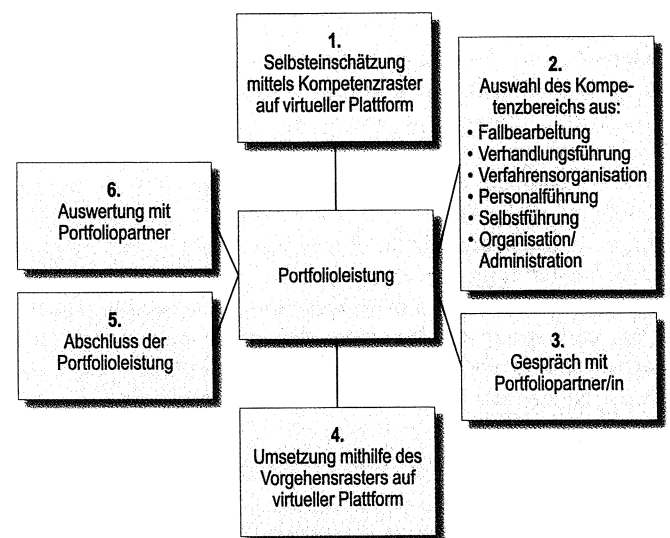 1.
Selbsteinschätzung
mittels Kompetenzraster
auf virtueller Plattform
2.
Auswahl des Kompe-
tenzbereichs aus:
• Fallbearbeitung
• Verhandlungsführung
• Verfahrensorganisation
• Personalführung
• Selbstführung
• Organisation/
Administration
6.
Auswertung mit
Portfoliopartner
Portfolioleistung
5.
Abschluss der
Portfolioleistung
3.
Gespräch mit
Portfoliopartner/in
4.
Umsetzung mithilfe des
Vorgehensrasters auf
virtueller Plattform